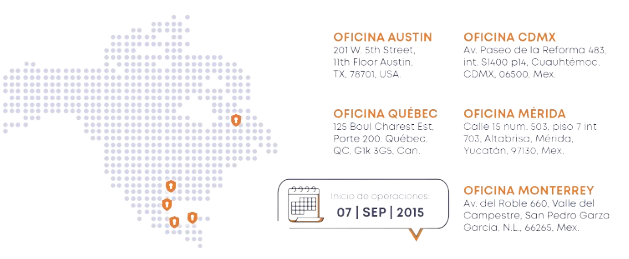 OFICINA AUSTIN
201 W. 5th Street,
11th Floor Austin,
TX, 78701, USA.
OFICINA CDMX
Av. Paseo de la Reforma 483,
int. S1400 p14, Cuauhtémoc,
CDMX, 06500, Mex.
OFICINA QUÉBEC
125 Boul Charest Est.
Porte 200, Québec,
QC, G1k 3G5, Can.
OFICINA MÉRIDA
Calle 15 num. 503, piso 7 int
703, Altabrisa, Mérida,
Yucatán, 97130, Mex.
Inicio de operaciones
07 | SEP | 2015
OFICINA MONTERREY
Av. del Roble 660, Valle del
Campestre, San Pedro Garza
García, N.L., 66265, Mex.